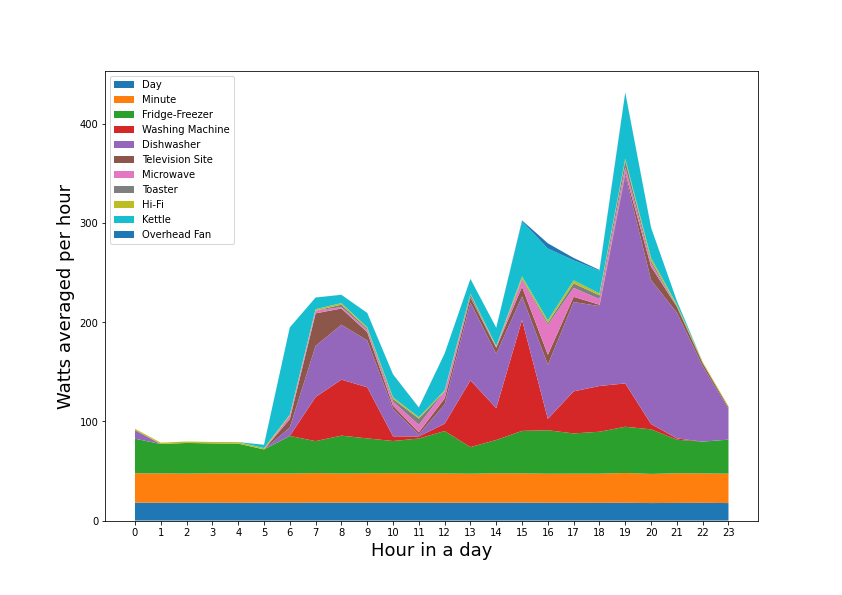 Day
Minute
Fridge-Freezer
Washing Machine
Dishwasher
Television Site
Microwave
Toaster
Hi-Fi
Kettle
Overhead Fan
Watts averaged per hour
400
300
200
100
0
0 1 2 3 4 5 6 7 8 9 10 11 12 13 14 15 16 17 18 19 20 21 22 23
Hour in a day